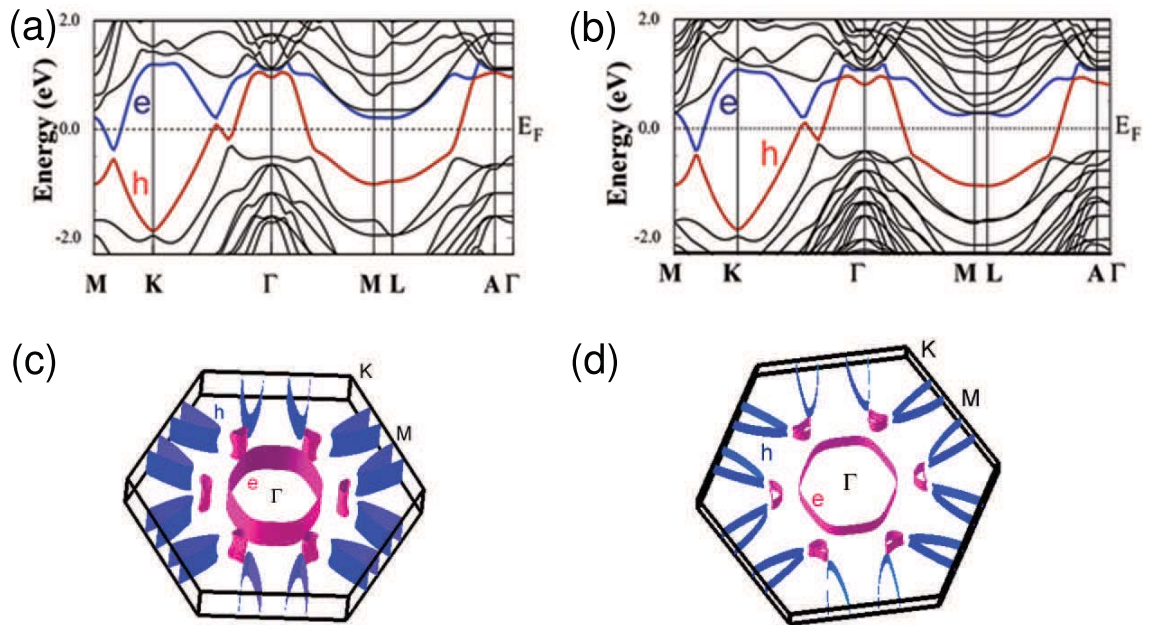 (a)
2.0
0.0
-2.0
Energy (eV)
e
h
E_F
M K Γ M L A Γ
(b)
2.0
0.0
-2.0
Energy (eV)
e
h
E_F
M K Γ M L A Γ
(c)
K
h
M
e
Γ
(d)
K
M
h
Γ
e